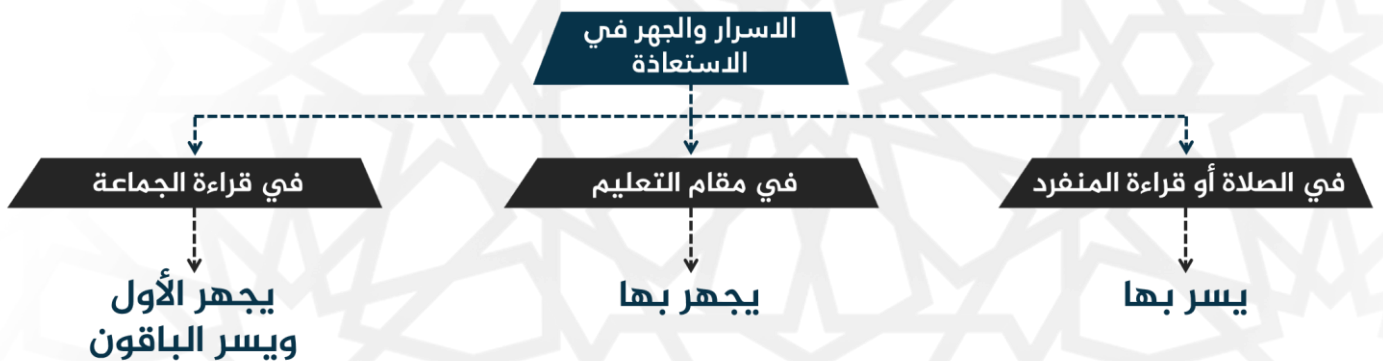 الاسرار والجهر في
الاستعاذة
في الصلاة أو قراءة المنفرد
في مقام التعليم
في قراءة الجماعة
يسر بها
يجهر بها
يجهر الأول
ويسر الباقون